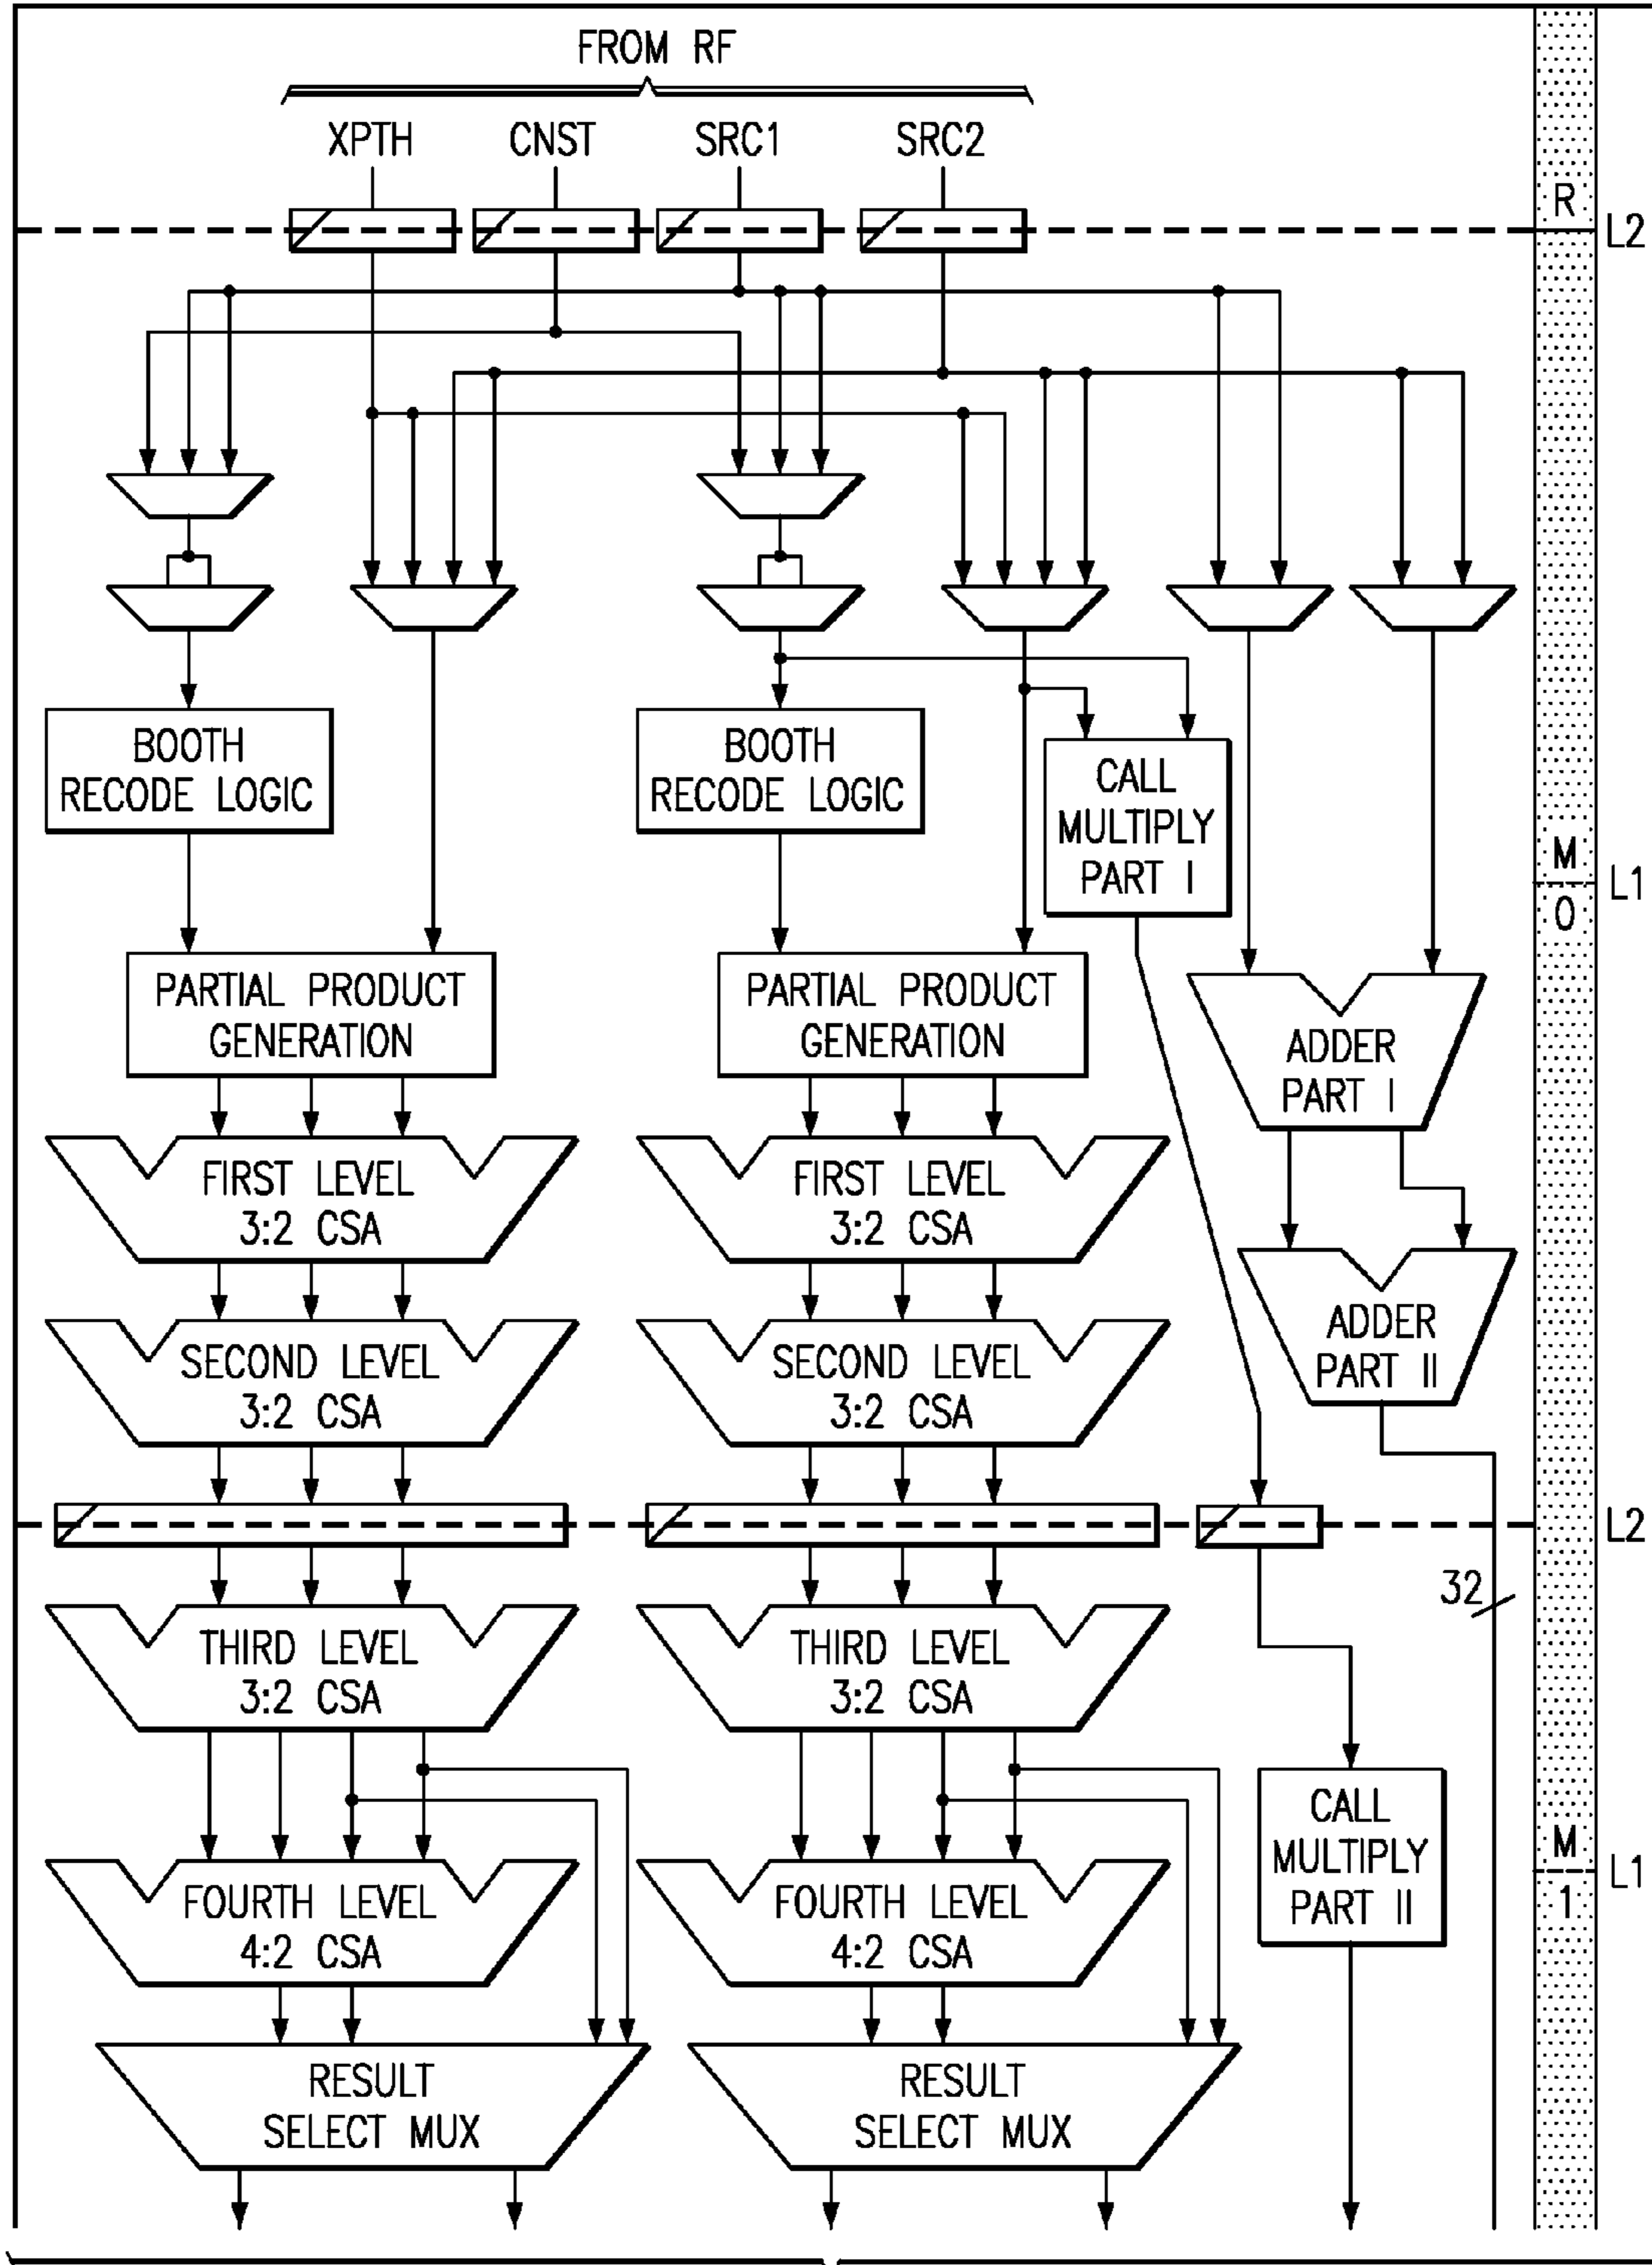 FROM RF
XPTH CNST SRC1 SRC2
R
L2
BOOTH
RECODE LOGIC
BOOTH
RECODE LOGIC
CALL
MULTIPLY
PART I
M
0
L1
PARTIAL PRODUCT
GENERATION
PARTIAL PRODUCT
GENERATION
ADDER
PART I
FIRST LEVEL
3:2 CSA
FIRST LEVEL
3:2 CSA
SECOND LEVEL
3:2 CSA
SECOND LEVEL
3:2 CSA
ADDER
PART II
L2
32
THIRD LEVEL
3:2 CSA
THIRD LEVEL
3:2 CSA
CALL
MULTIPLY
PART II
M
1
L1
FOURTH LEVEL
4:2 CSA
FOURTH LEVEL
4:2 CSA
RESULT
SELECT MUX
RESULT
SELECT MUX